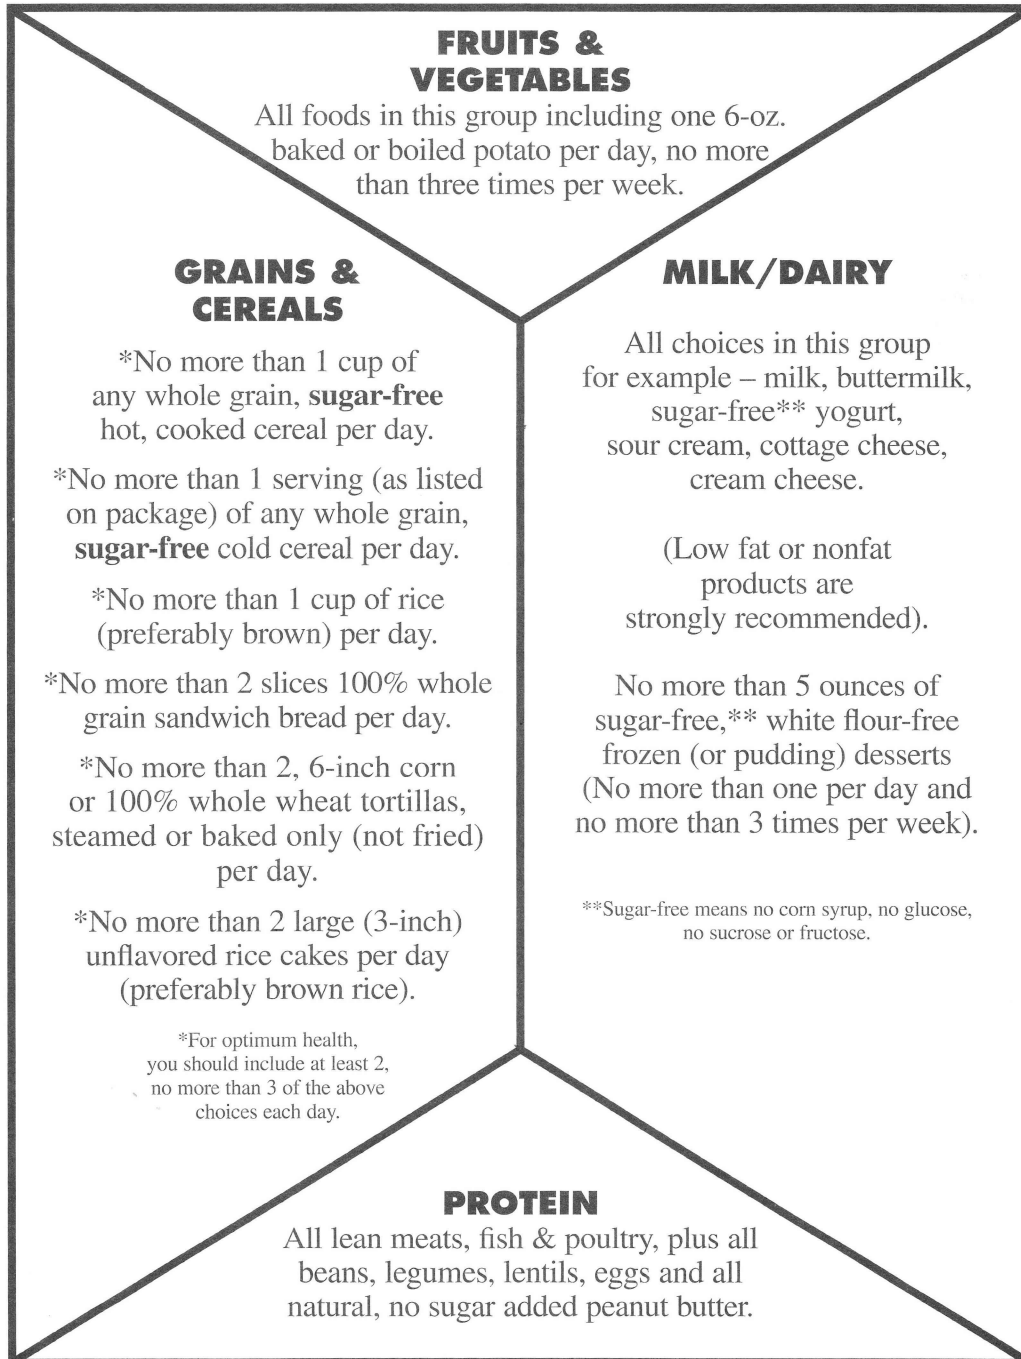 FRUITS &
VEGETABLES
All foods in this group including one 6-oz.
baked or boiled potato per day, no more
than three times per week.
GRAINS &
CEREALS
*No more than 1 cup of
any whole grain, sugar-free
hot, cooked cereal per day.
*No more than 1 serving (as listed
on package) of any whole grain,
sugar-free cold cereal per day.
*No more than 1 cup of rice
(preferably brown) per day.
*No more than 2 slices 100% whole
grain sandwich bread per day.
*No more than 2, 6-inch corn
or 100% whole wheat tortillas,
steamed or baked only (not fried)
per day.
*No more than 2 large (3-inch)
unflavored rice cakes per day
(preferably brown rice).
*For optimum health,
you should include at least 2,
no more than 3 of the above
choices each day.
MILK/DAIRY
All choices in this group
for example – milk, buttermilk,
sugar-free** yogurt,
sour cream, cottage cheese,
cream cheese.
(Low fat or nonfat
products are
strongly recommended).
No more than 5 ounces of
sugar-free,** white flour-free
frozen (or pudding) desserts
(No more than one per day and
no more than 3 times per week).
**Sugar-free means no corn syrup, no glucose,
no sucrose or fructose.
PROTEIN
All lean meats, fish & poultry, plus all
beans, legumes, lentils, eggs and all
natural, no sugar added peanut butter.